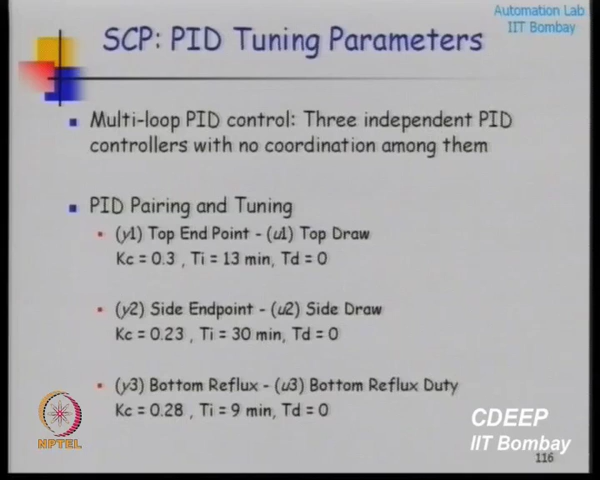 Automation Lab
IIT Bombay
SCP: PID Tuning Parameters
Multi-loop PID control: Three independent PID
controllers with no coordination among them
PID Pairing and Tuning
(y1) Top End Point - (u1) Top Draw
Kc = 0.3 , Ti = 13 min, Td = 0
(y2) Side Endpoint - (u2) Side Draw
Kc = 0.23 , Ti = 30 min, Td = 0
(y3) Bottom Reflux - (u3) Bottom Reflux Duty
Kc = 0.28 , Ti = 9 min, Td = 0
NPTEL
CDEEP
IIT Bombay
116